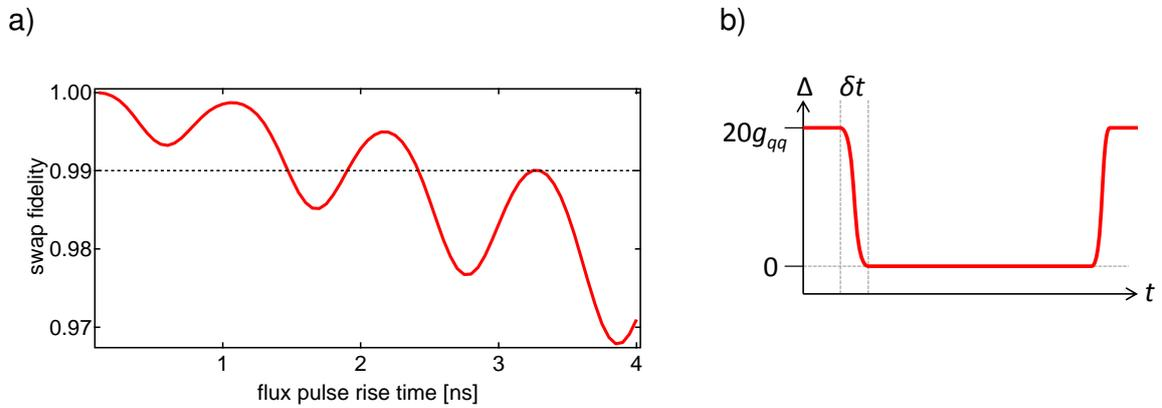 a)
1.00
0.99
0.98
0.97
swap fidelity
1
2
3
4
flux pulse rise time [ns]
b)
Δ
δt
20g_qq
0
t